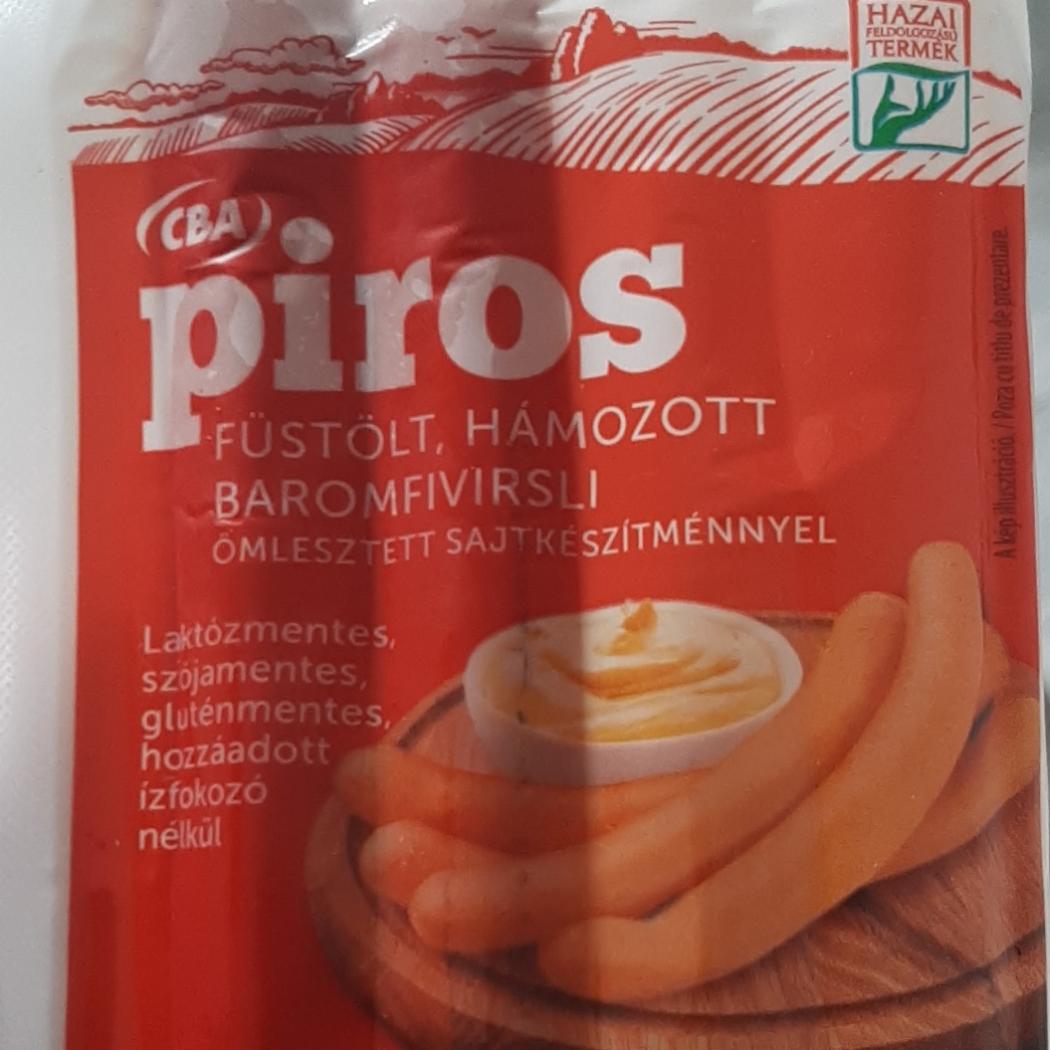 HAZAI
FELDOLGOZÁSÚ
TERMÉK
CBA
piros
FÜSTÖLT, HÁMOZOTT
BAROMFIVIRSLI
ÖMLESZTETT SAJTKÉSZÍTMÉNNYEL
Laktózmentes,
szójamentes,
gluténmentes,
hozzáadott
ízfokozó
nélkül
A kép illusztráció. / Poza cu titlu de prezentare.